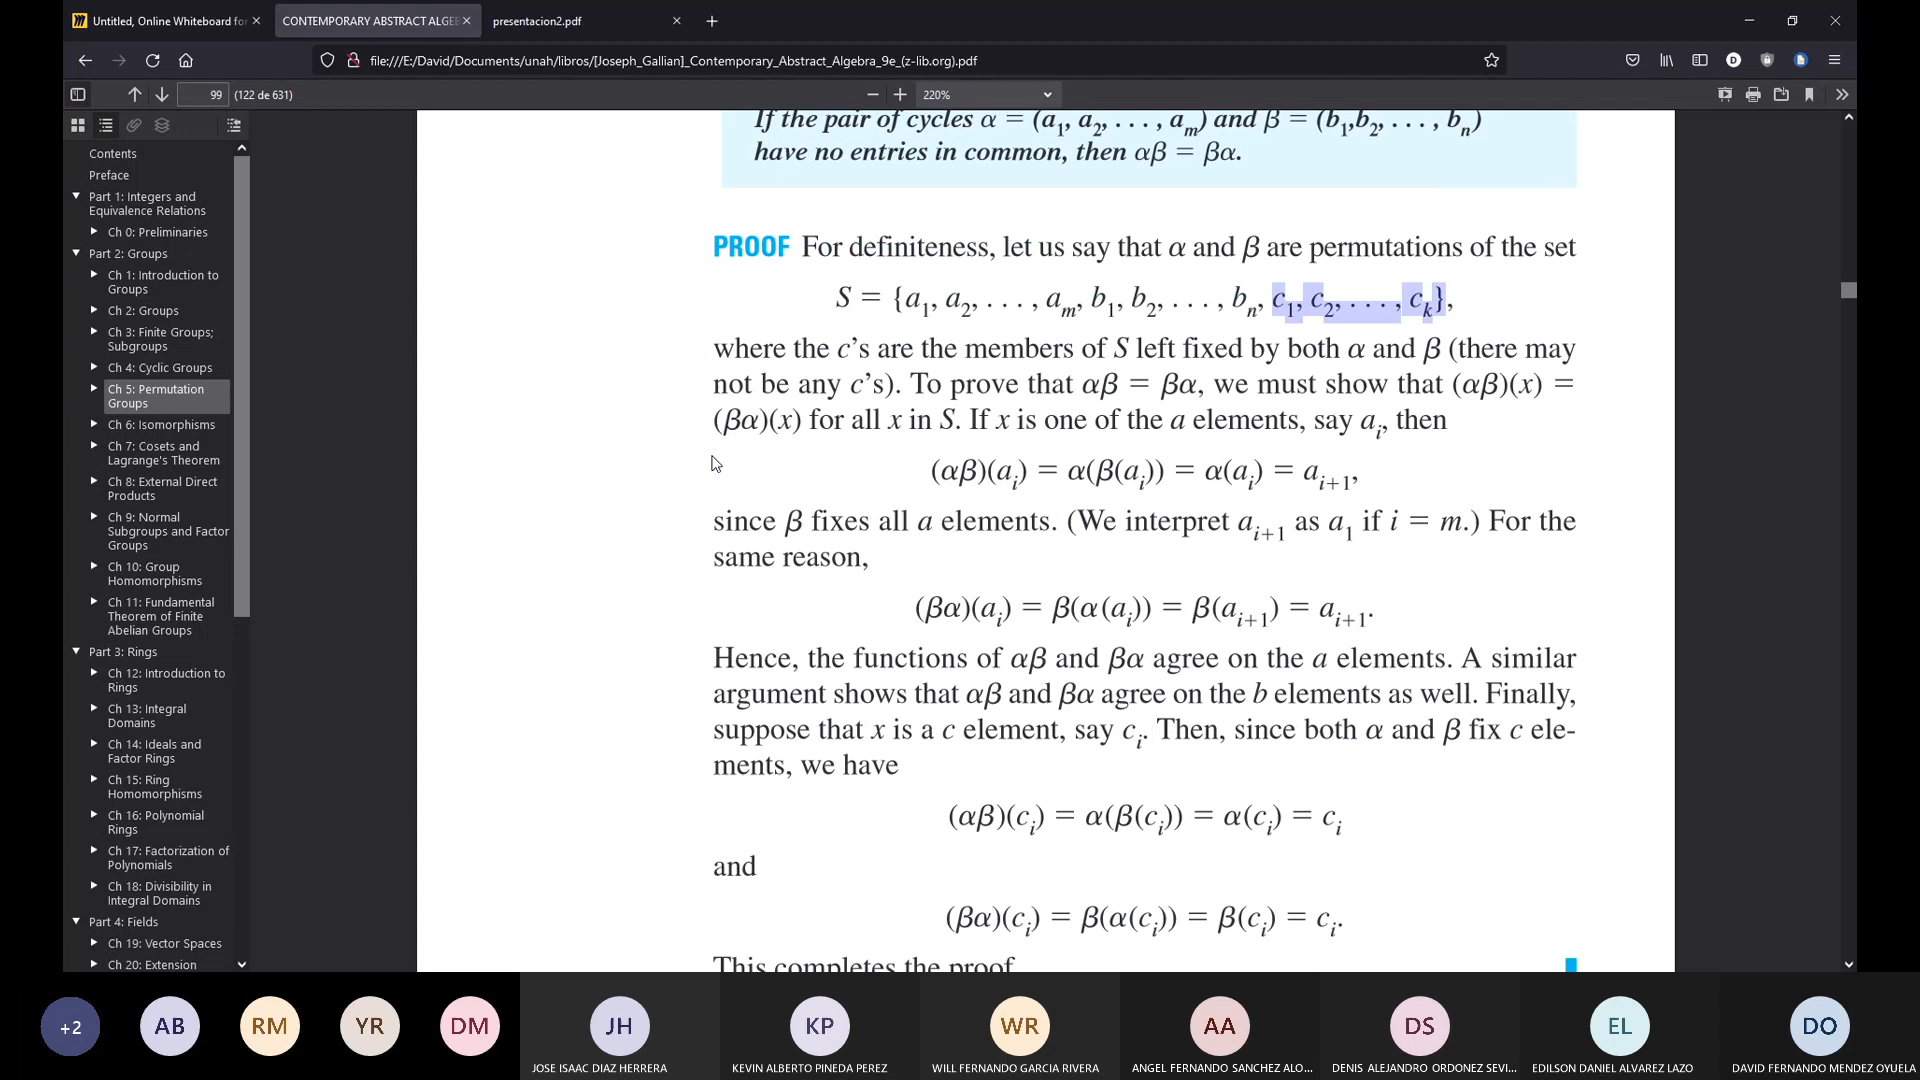 Untitled, Online Whiteboard for
CONTEMPORARY ABSTRACT ALGEB
presentacion2.pdf
file:///E:/David/Documents/unah/libros/[Joseph_Gallian]_Contemporary_Abstract_Algebra_9e_(z-lib.org).pdf
99 (122 de 631)
220%
Contents
Preface
Part 1: Integers and
Equivalence Relations
Ch 0: Preliminaries
Part 2: Groups
Ch 1: Introduction to
Groups
Ch 2: Groups
Ch 3: Finite Groups;
Subgroups
Ch 4: Cyclic Groups
Ch 5: Permutation
Groups
Ch 6: Isomorphisms
Ch 7: Cosets and
Lagrange's Theorem
Ch 8: External Direct
Products
Ch 9: Normal
Subgroups and Factor
Groups
Ch 10: Group
Homomorphisms
Ch 11: Fundamental
Theorem of Finite
Abelian Groups
Part 3: Rings
Ch 12: Introduction to
Rings
Ch 13: Integral
Domains
Ch 14: Ideals and
Factor Rings
Ch 15: Ring
Homomorphisms
Ch 16: Polynomial
Rings
Ch 17: Factorization of
Polynomials
Ch 18: Divisibility in
Integral Domains
Part 4: Fields
Ch 19: Vector Spaces
Ch 20: Extension
If the pair of cycles α = (a₁, a₂, . . . , aₘ) and β = (b₁,b₂, . . . , bₙ)
have no entries in common, then αβ = βα.
PROOF For definiteness, let us say that α and β are permutations of the set
S = {a₁, a₂, . . . , aₘ, b₁, b₂, . . . , bₙ, c₁, c₂, . . . , cₖ},
where the c’s are the members of S left fixed by both α and β (there may
not be any c’s). To prove that αβ = βα, we must show that (αβ)(x) =
(βα)(x) for all x in S. If x is one of the a elements, say aᵢ, then
(αβ)(aᵢ) = α(β(aᵢ)) = α(aᵢ) = aᵢ₊₁,
since β fixes all a elements. (We interpret aᵢ₊₁ as a₁ if i = m.) For the
same reason,
(βα)(aᵢ) = β(α(aᵢ)) = β(aᵢ₊₁) = aᵢ₊₁.
Hence, the functions of αβ and βα agree on the a elements. A similar
argument shows that αβ and βα agree on the b elements as well. Finally,
suppose that x is a c element, say cᵢ. Then, since both α and β fix c ele-
ments, we have
(αβ)(cᵢ) = α(β(cᵢ)) = α(cᵢ) = cᵢ
and
(βα)(cᵢ) = β(α(cᵢ)) = β(cᵢ) = cᵢ.
This completes the proof
+2 AB RM YR DM JH KP WR AA DS EL DO
JOSE ISAAC DIAZ HERRERA
KEVIN ALBERTO PINEDA PEREZ
WILL FERNANDO GARCIA RIVERA
ANGEL FERNANDO SANCHEZ ALO...
DENIS ALEJANDRO ORDONEZ SEVI...
EDILSON DANIEL ALVAREZ LAZO
DAVID FERNANDO MENDEZ OYUELA